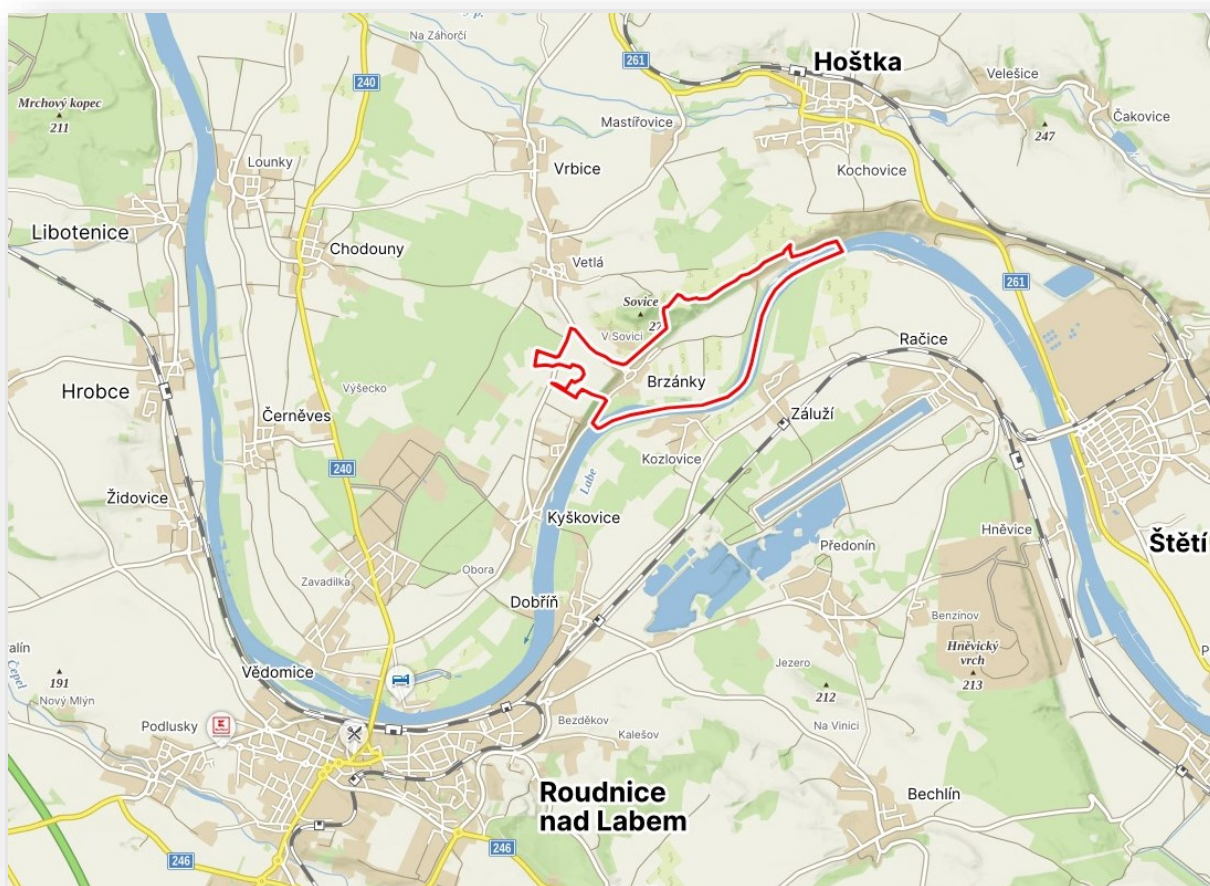 Na Záhorčí
261
Hoštka
Velešice
240
Mrchový kopec
211
Čakovice
247
Mastířovice
Lounky
Vrbice
Kochovice
Libotenice
Chodouny
Vetlá
261
Sovice
V Sovici
Račice
Hrobce
Výšecko
Brzánky
Černěves
Záluží
240
Kozlovice
Labe
Židovice
Kyškovice
Hněvice
Štětí
Předonín
Zavadilka
Obora
Dobříň
Benzínov
Čepel
Vědomice
Hněvický
vrch
213
191
Jezero
212
Nový Mlýn
Podlusky
Bezděkov
Kalešov
Na Vinici
Roudnice
nad Labem
Bechlín
246
246